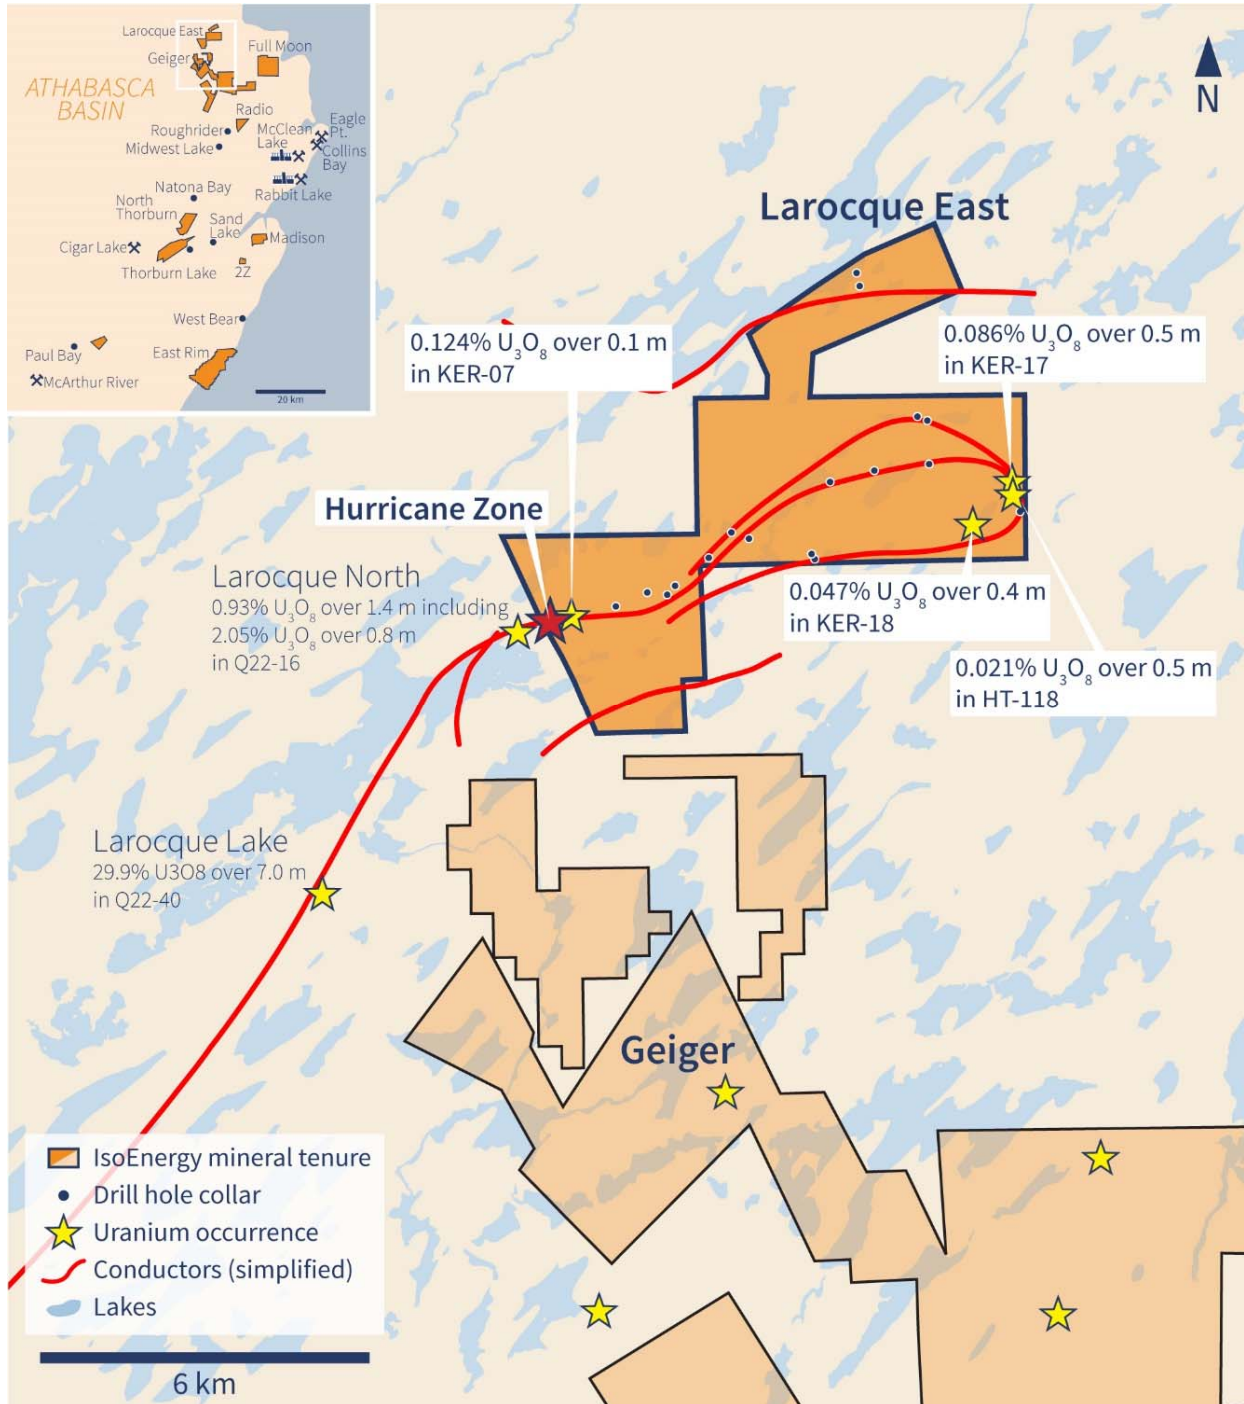 Larocque East
Geiger
Full Moon
ATHABASCA
BASIN
Radio
Roughrider
Midwest Lake
McClean
Lake
Eagle
Pt.
Collins
Bay
Rabbit Lake
Natona Bay
North
Thorburn
Sand
Lake
Cigar Lake
Madison
Thorburn Lake
2Z
West Bear
Paul Bay
East Rim
McArthur River
20 km
N
Larocque East
0.124% U₃O₈ over 0.1 m
in KER-07
0.086% U₃O₈ over 0.5 m
in KER-17
Hurricane Zone
Larocque North
0.93% U₃O₈ over 1.4 m including
2.05% U₃O₈ over 0.8 m
in Q22-16
0.047% U₃O₈ over 0.4 m
in KER-18
0.021% U₃O₈ over 0.5 m
in HT-118
Larocque Lake
29.9% U3O8 over 7.0 m
in Q22-40
Geiger
IsoEnergy mineral tenure
Drill hole collar
Uranium occurrence
Conductors (simplified)
Lakes
6 km